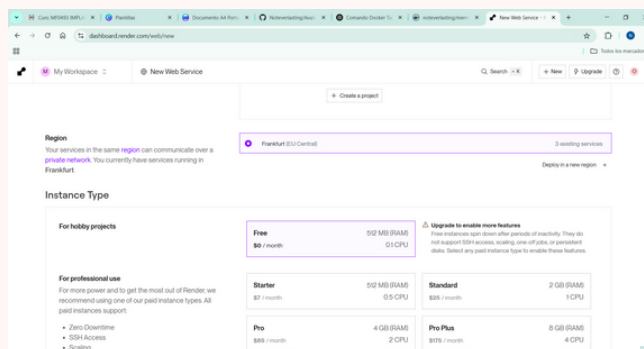 Plantillas
Documento A4 Rem
Comando Docker Ta
New Web Service
dashboard.render.com/web/new
Todos los marcadores
M My Workspace
New Web Service
Search
+ New
Upgrade
+ Create a project
Region
Your services in the same region can communicate over a
private network. You currently have services running in
Frankfurt.
Frankfurt (EU Central)
3 existing services
Deploy in a new region
Instance Type
For hobby projects
Free
512 MB (RAM)
$0 / month
0.1 CPU
Upgrade to enable more features
Free instances spin down after periods of inactivity. They do
not support SSH access, scaling, one-off jobs, or persistent
disks. Select any paid instance type to enable these features.
For professional use
For more power and to get the most out of Render, we
recommend using one of our paid instance types. All
paid instances support:
• Zero Downtime
• SSH Access
• Scaling
Starter
512 MB (RAM)
$7 / month
0.5 CPU
Standard
2 GB (RAM)
$25 / month
1 CPU
Pro
4 GB (RAM)
$85 / month
2 CPU
Pro Plus
8 GB (RAM)
$175 / month
4 CPU